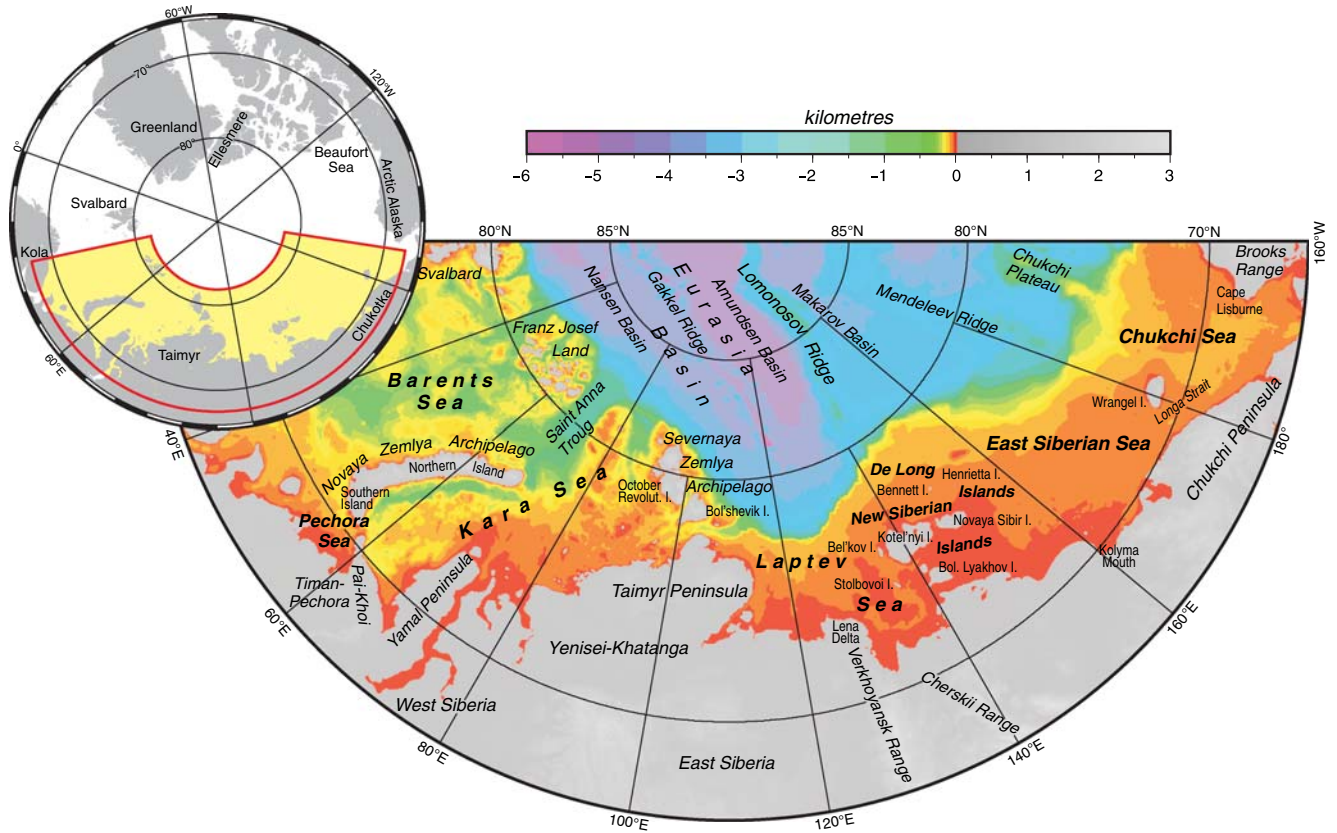 60°W
120°W
70°
80°
0°
Greenland
Ellesmere
Beaufort
Sea
Arctic Alaska
Svalbard
Kola
Chukotka
Taimyr
60°E
kilometres
−6 −5 −4 −3 −2 −1 0 1 2 3
80°N
85°N
85°N
80°N
70°N
160°W
Svalbard
Nansen Basin
Gakkel Ridge
Eurasia
Basin
Amundsen Basin
Lomonosov
Ridge
Makarov Basin
Mendeleev Ridge
Chukchi
Plateau
Brooks
Range
Cape
Lisburne
Chukchi Sea
Franz Josef
Land
Barents
Sea
Saint Anna
Troug
Wrangel I.
Longa Strait
Chukchi Peninsula
180°
East Siberian Sea
40°E
Novaya
Zemlya
Archipelago
Northern
Island
Southern
Island
Severnaya
Zemlya
Archipelago
October
Revolut. I.
Bol'shevik I.
De Long
Islands
Henrietta I.
Bennett I.
New Siberian
Islands
Novaya Sibir I.
Kotel'nyi I.
Bel'kov I.
Bol. Lyakhov I.
Stolbovoi I.
Kolyma
Mouth
Pechora
Sea
Kara Sea
Laptev
Sea
Timan-
Pechora
Pai-Khoi
Yamal Peninsula
Taimyr Peninsula
Lena
Delta
Yenisei-Khatanga
Verkhoyansk Range
Cherskii Range
West Siberia
East Siberia
60°E
80°E
100°E
120°E
140°E
160°E